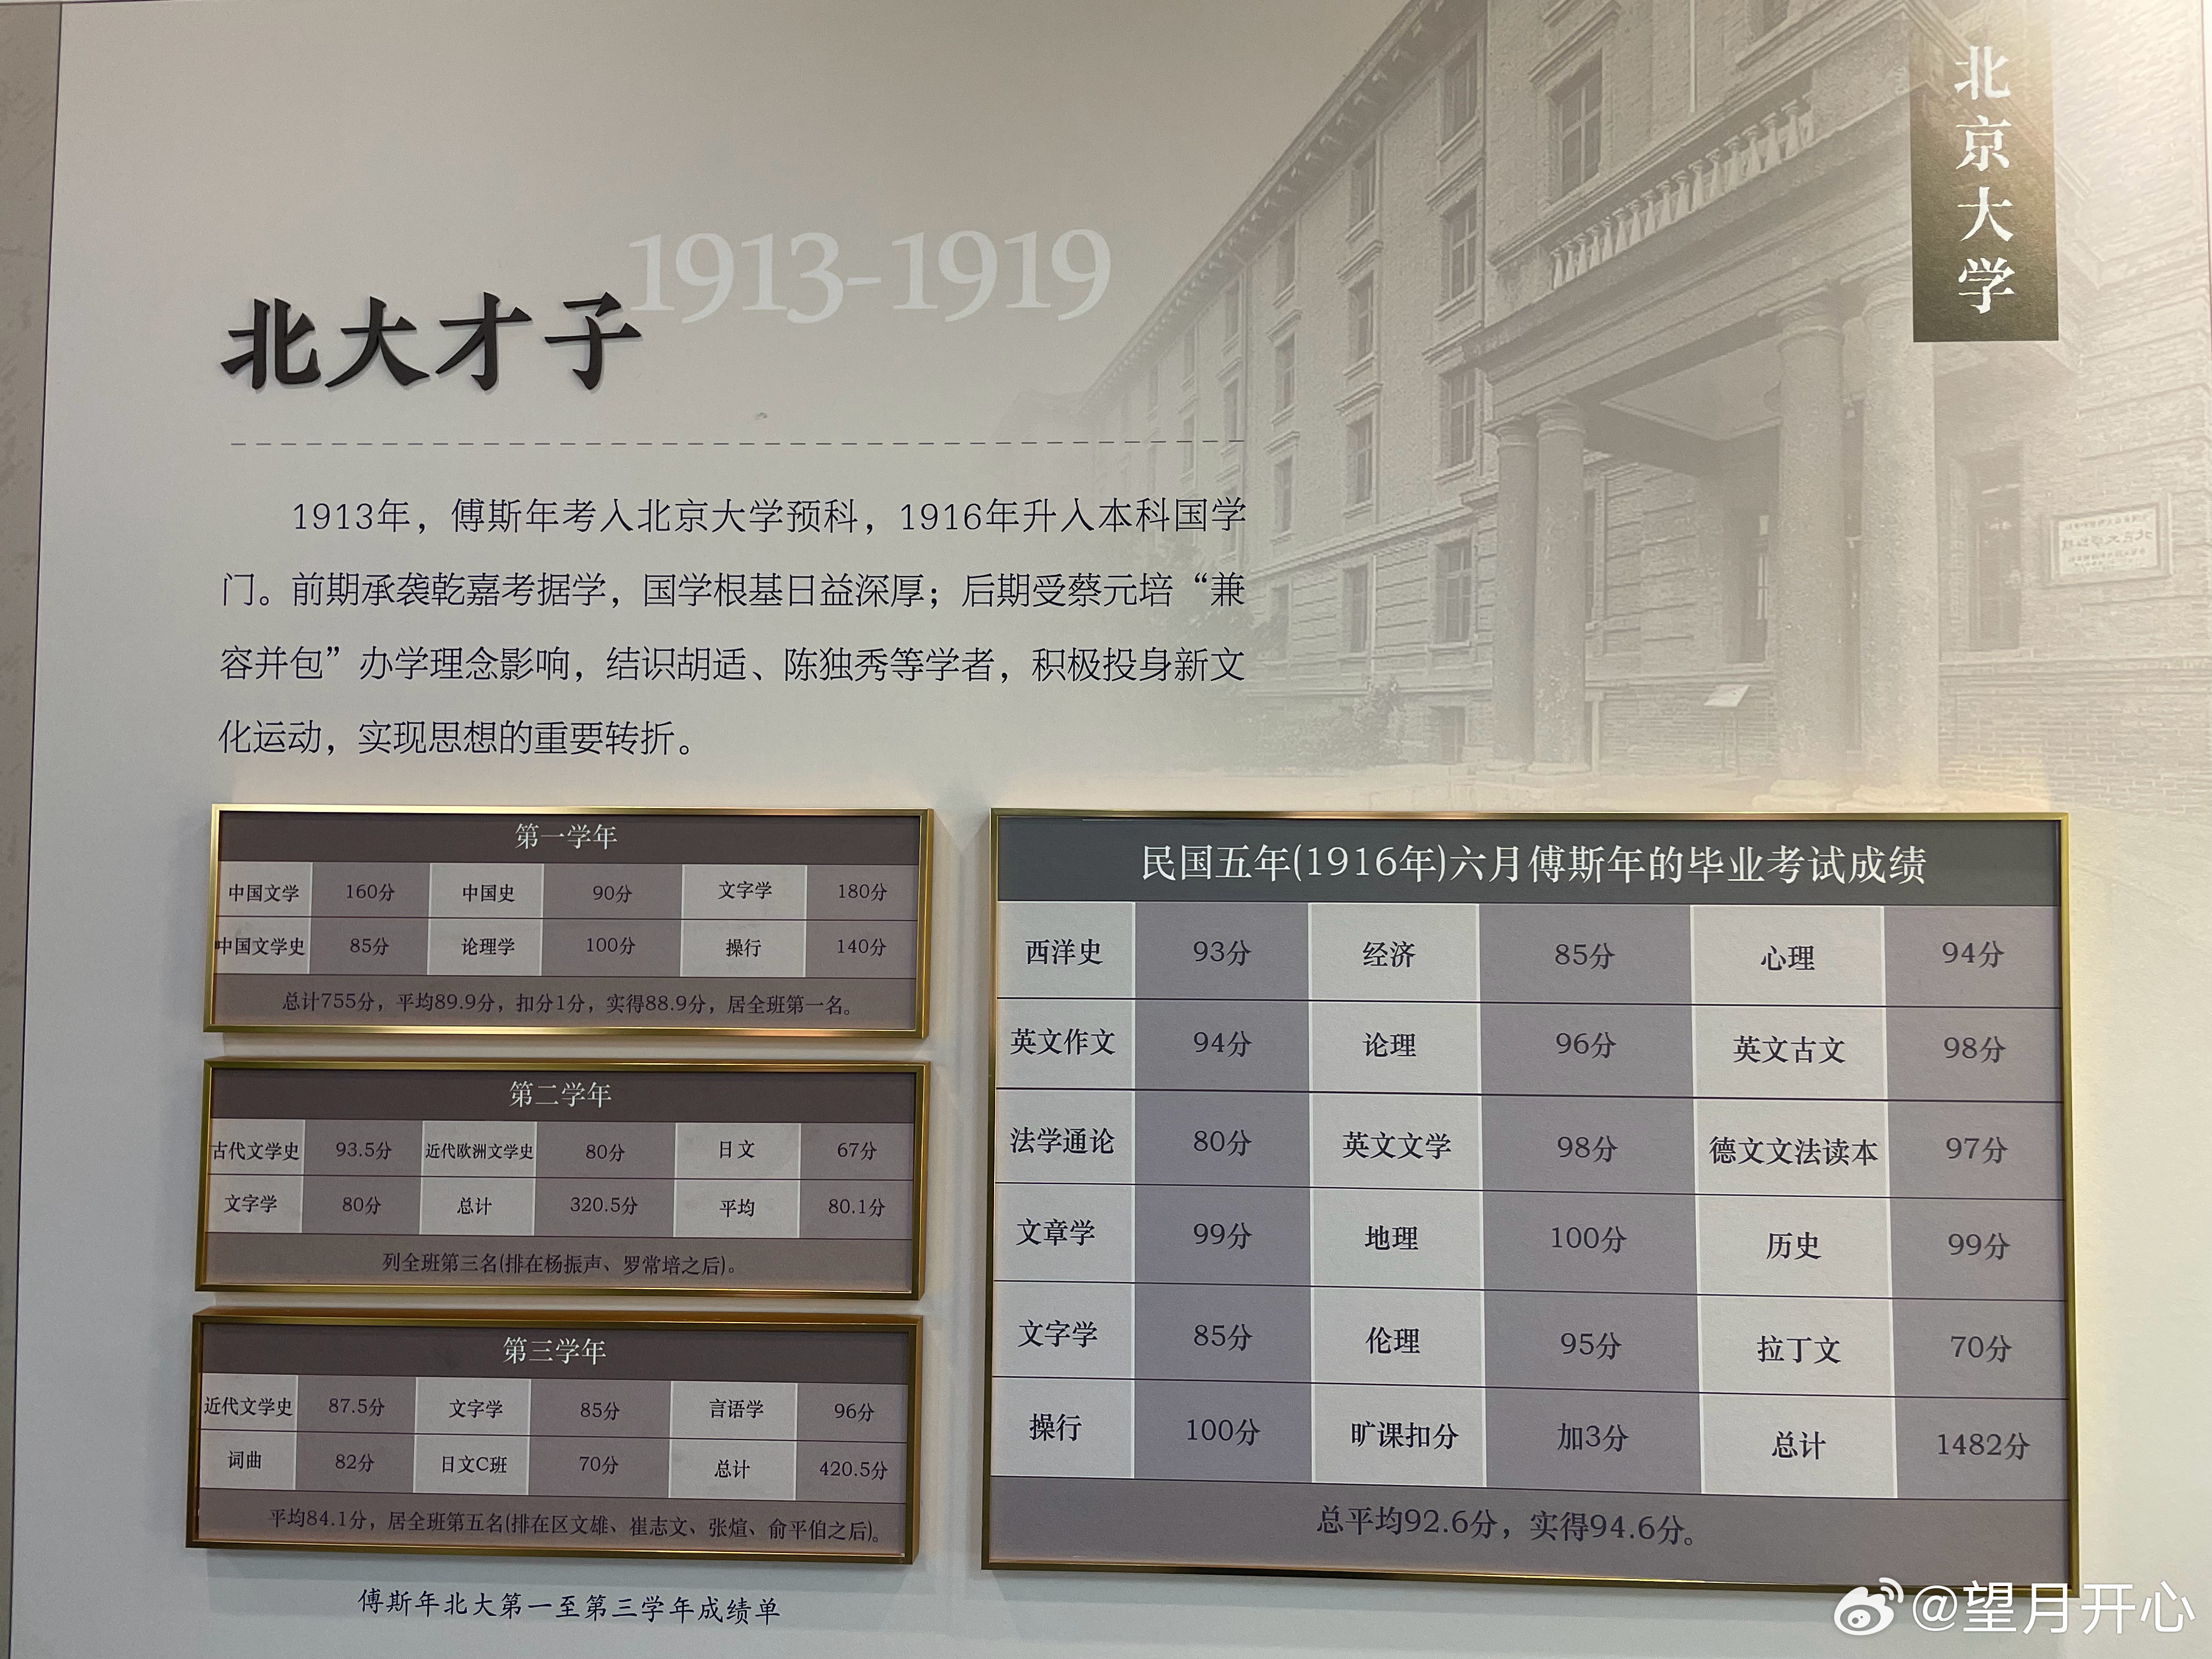 北京大学
1913-1919
北大才子
1913年，傅斯年考入北京大学预科，1916年升入本科国学
门。前期承袭乾嘉考据学，国学根基日益深厚；后期受蔡元培“兼
容并包”办学理念影响，结识胡适、陈独秀等学者，积极投身新文
化运动，实现思想的重要转折。
第一学年
中国文学 160分 中国史 90分 文字学 180分
中国文学史 85分 论理学 100分 操行 140分
总计755分，平均89.9分，扣分1分，实得88.9分，居全班第一名。
第二学年
古代文学史 93.5分 近代欧洲文学史 80分 日文 67分
文字学 80分 总计 320.5分 平均 80.1分
列全班第三名(排在杨振声、罗常培之后)。
第三学年
近代文学史 87.5分 文字学 85分 言语学 96分
词曲 82分 日文C班 70分 总计 420.5分
平均84.1分，居全班第五名(排在区文雄、崔志文、张煊、俞平伯之后)。
傅斯年北大第一至第三学年成绩单
民国五年(1916年)六月傅斯年的毕业考试成绩
西洋史 93分 经济 85分 心理 94分
英文作文 94分 论理 96分 英文古文 98分
法学通论 80分 英文文学 98分 德文文法读本 97分
文章学 99分 地理 100分 历史 99分
文字学 85分 伦理 95分 拉丁文 70分
操行 100分 旷课扣分 加3分 总计 1482分
总平均92.6分，实得94.6分。
@望月开心